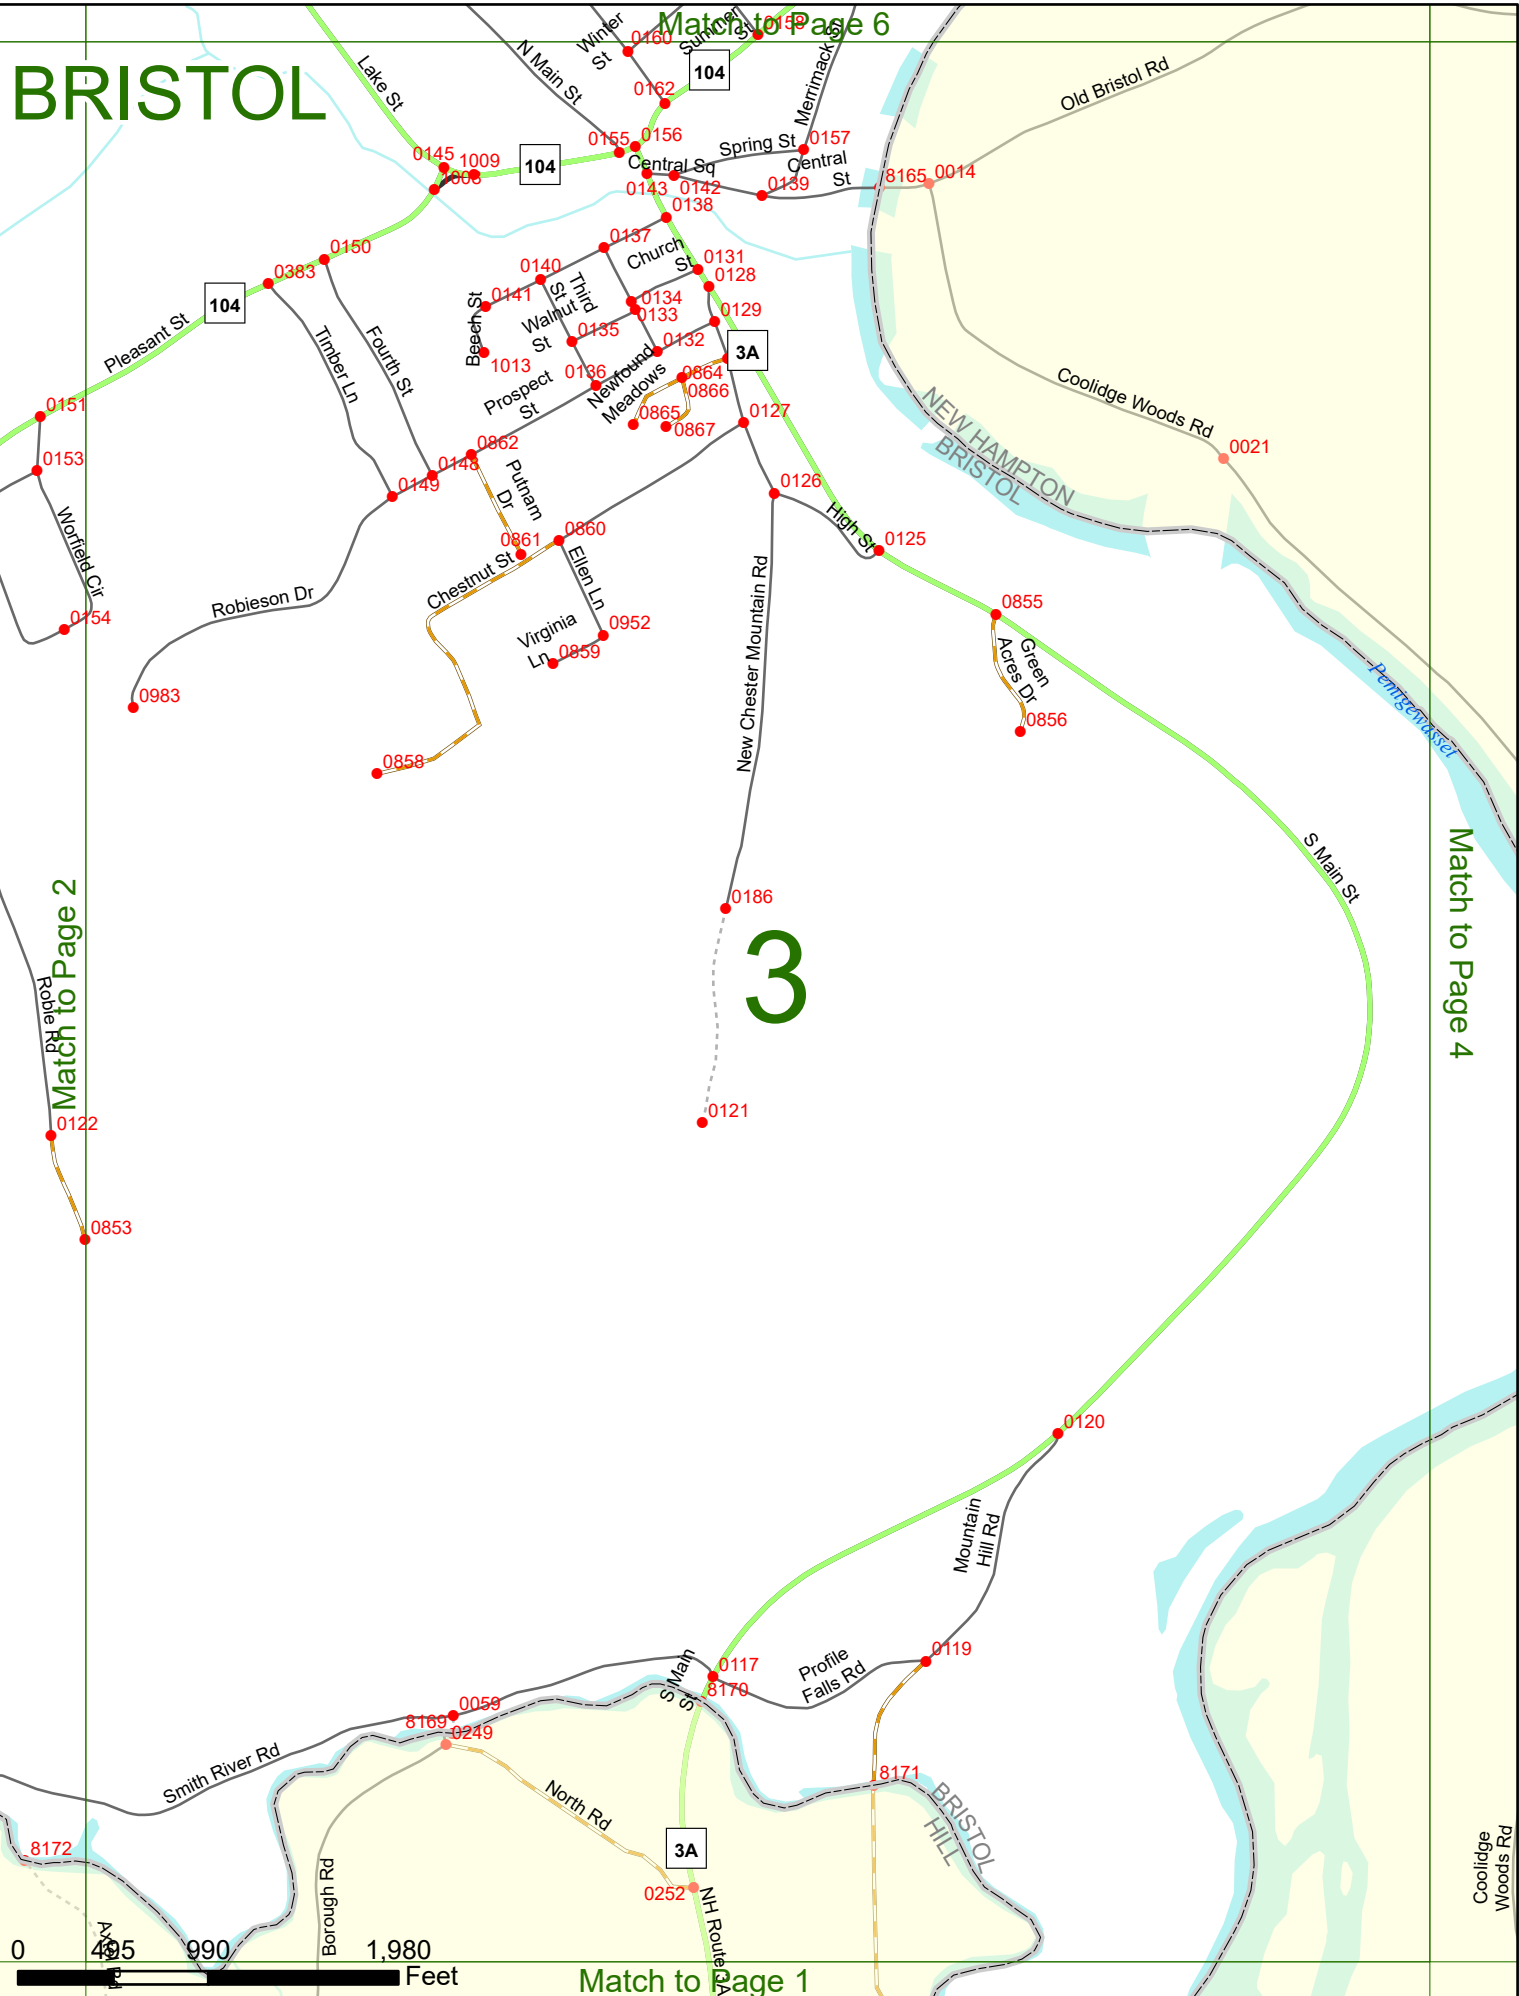 Match to Page 6
BRISTOL
Lake St
N Main St
Winter
St
0160
Summer
St
0158
104
0162
Merrimack St
Old Bristol Rd
0145
1009
1008
104
0155
0156
Spring St
0157
Central Sq
Central
St
0143
0142
0139
8165
0014
0138
0150
0383
104
Pleasant St
0137
Church
St
0131
0128
0140
Third
St
0141
Beech St
Walnut
St
0134
0133
0129
0135
0132
3A
1013
Timber Ln
Fourth St
Prospect
St
0136
Newfound
Meadows
0864
0866
0865
0867
0127
Coolidge Woods Rd
0021
NEW HAMPTON
BRISTOL
0151
0153
0862
0148
0149
Putnam
Dr
0126
Worfield Cir
0154
0860
0861
High St
0125
Chestnut St
Ellen Ln
Robieson Dr
Virginia
Ln
0952
0859
New Chester Mountain Rd
0855
Green
Acres Dr
0856
Pemigewasset
0983
0858
S Main St
Match to Page 2
Match to Page 4
0186
3
Robie Rd
0121
0122
0853
0120
Mountain
Hill Rd
0119
S Main
St
0117
8170
Profile
Falls Rd
0059
8169
0249
Smith River Rd
North Rd
8171
BRISTOL
HILL
3A
8172
0252
NH Route 3A
Borough Rd
Coolidge
Woods Rd
0
495
990
1,980
Feet
Match to Page 1